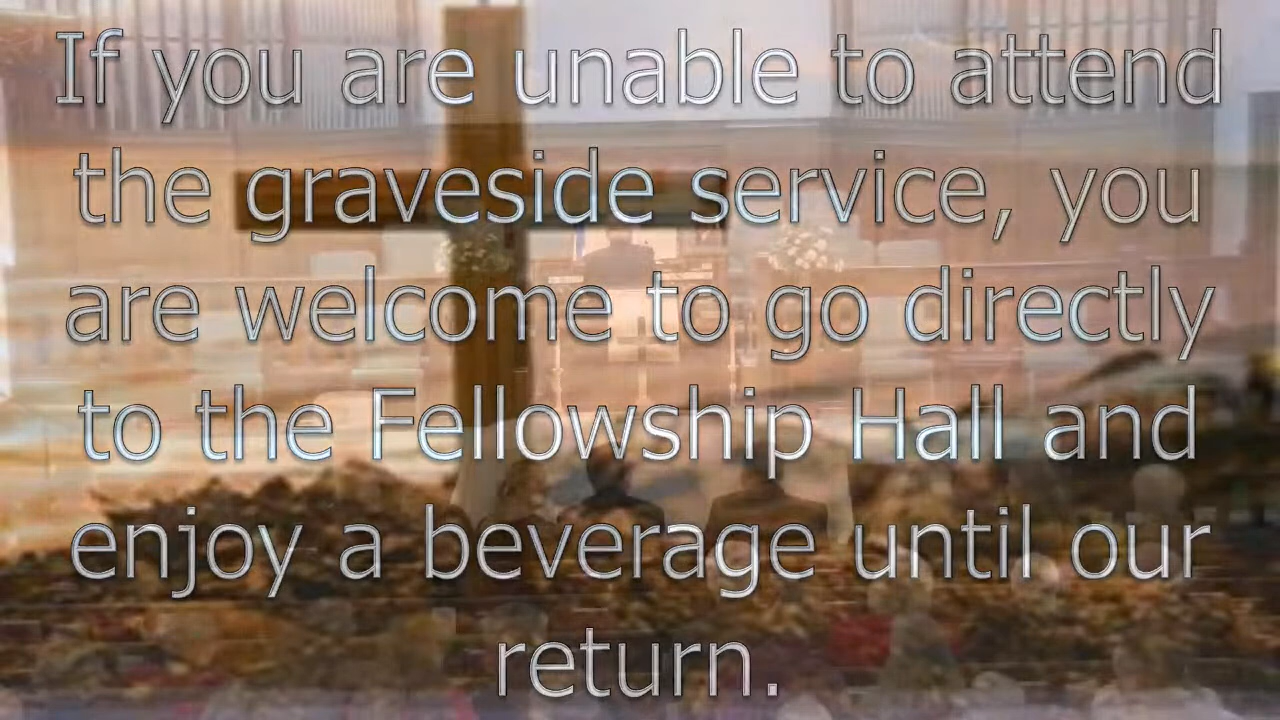 If you are unable to attend
the graveside service, you
are welcome to go directly
to the Fellowship Hall and
enjoy a beverage until our
return.